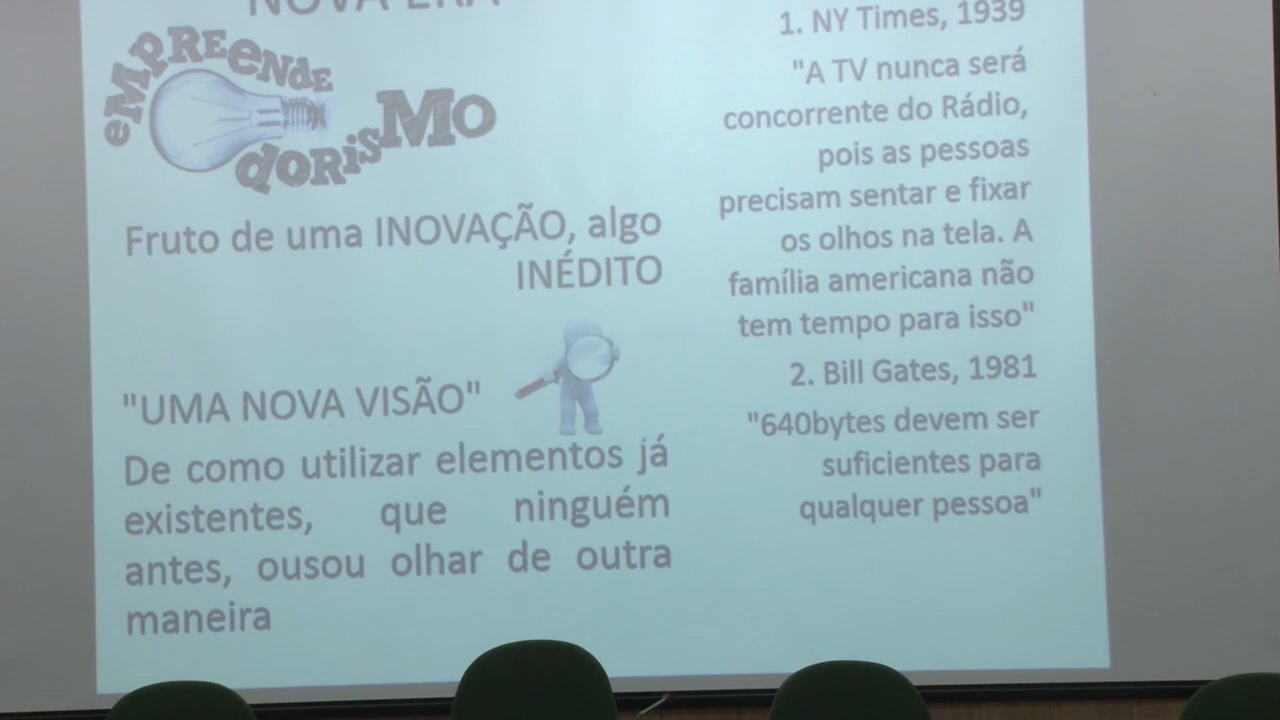 NOVA ERA
emPREeNdE
dORisMo
Fruto de uma INOVAÇÃO, algo
INÉDITO
"UMA NOVA VISÃO"
De como utilizar elementos já
existentes, que ninguém
antes, ousou olhar de outra
maneira
1. NY Times, 1939
"A TV nunca será
concorrente do Rádio,
pois as pessoas
precisam sentar e fixar
os olhos na tela. A
família americana não
tem tempo para isso"
2. Bill Gates, 1981
"640bytes devem ser
suficientes para
qualquer pessoa"